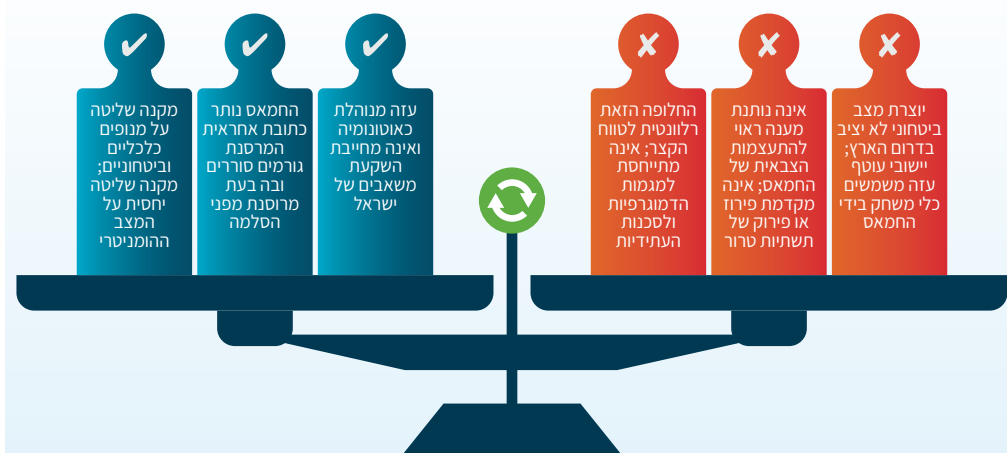 יוצרת מצב
ביטחוני לא יציב
בדרום הארץ;
יישובי עוטף
עזה משמשים
כלי משחק בידי
החמאס
אינה נותנת
מענה ראוי
להתעצמות
הצבאית של
החמאס; אינה
מקדמת פירוז
או פירוק של
תשתיות טרור
החלופה הזאת
רלוונטית לטווח
הקצר; אינה
מתייחסת
למגמות
הדמוגרפיות
ולסכנות
העתידיות
עזה מנוהלת
כאוטונומיה
ואינה מחייבת
השקעת
משאבים של
ישראל
החמאס נותר
כתובת אחראית
המרסנת
גורמים סוררים
ובה בעת
מרוסנת מפני
הסלמה
מקנה שליטה
על מנופים
כלכליים
וביטחוניים;
מקנה שליטה
יחסית על
המצב
ההומניטרי